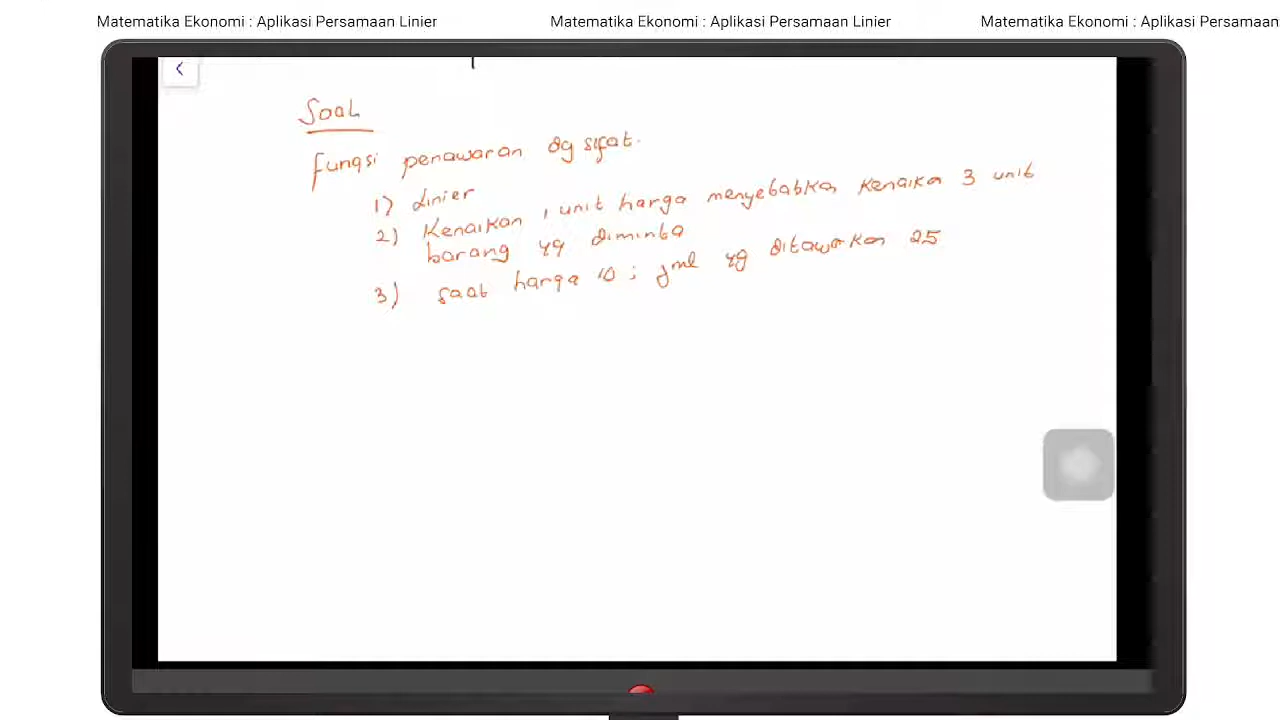 Matematika Ekonomi : Aplikasi Persamaan Linier Matematika Ekonomi : Aplikasi Persamaan Linier Matematika Ekonomi : Aplikasi Persamaan
Soal
fungsi penawaran dg sifat.
1) Linier
2) Kenaikan 1 unit harga menyebabkan kenaika 3 unit
barang yg diminta
3) saat harga 10 ; jml yg ditawarkan 25